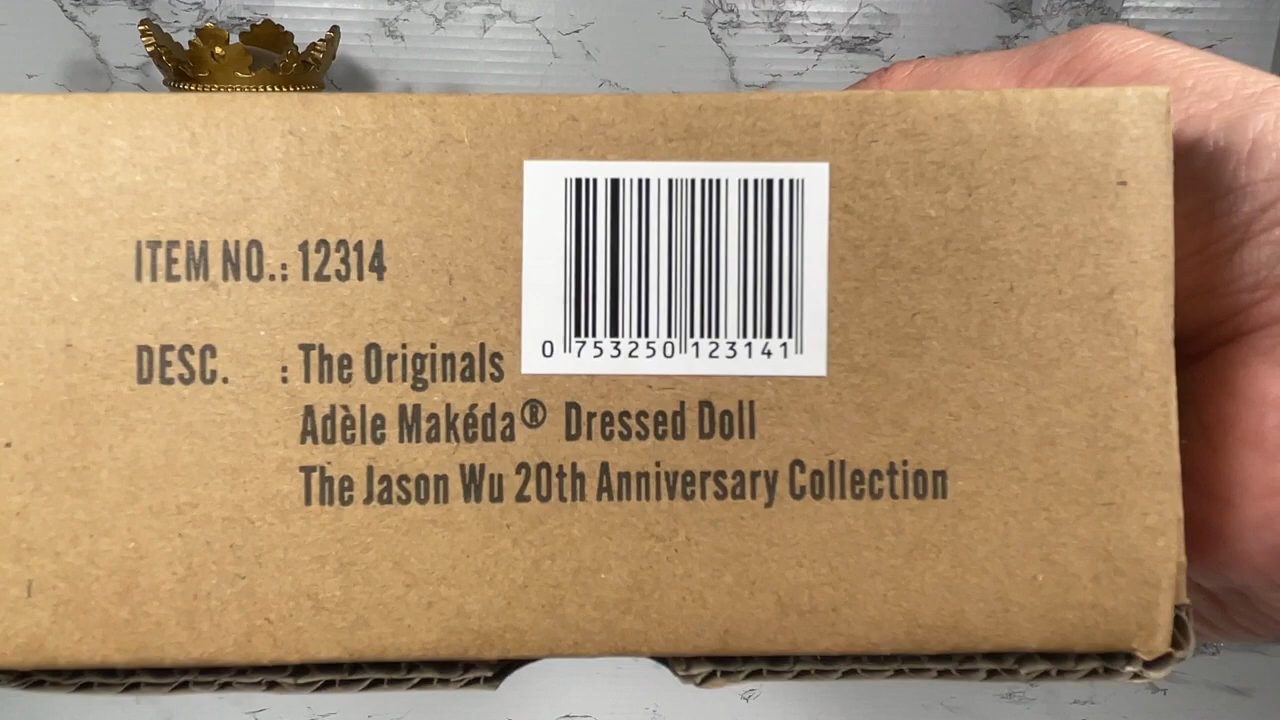 ITEM NO.: 12314
0 753250 123141
DESC. : The Originals
Adèle Makéda® Dressed Doll
The Jason Wu 20th Anniversary Collection